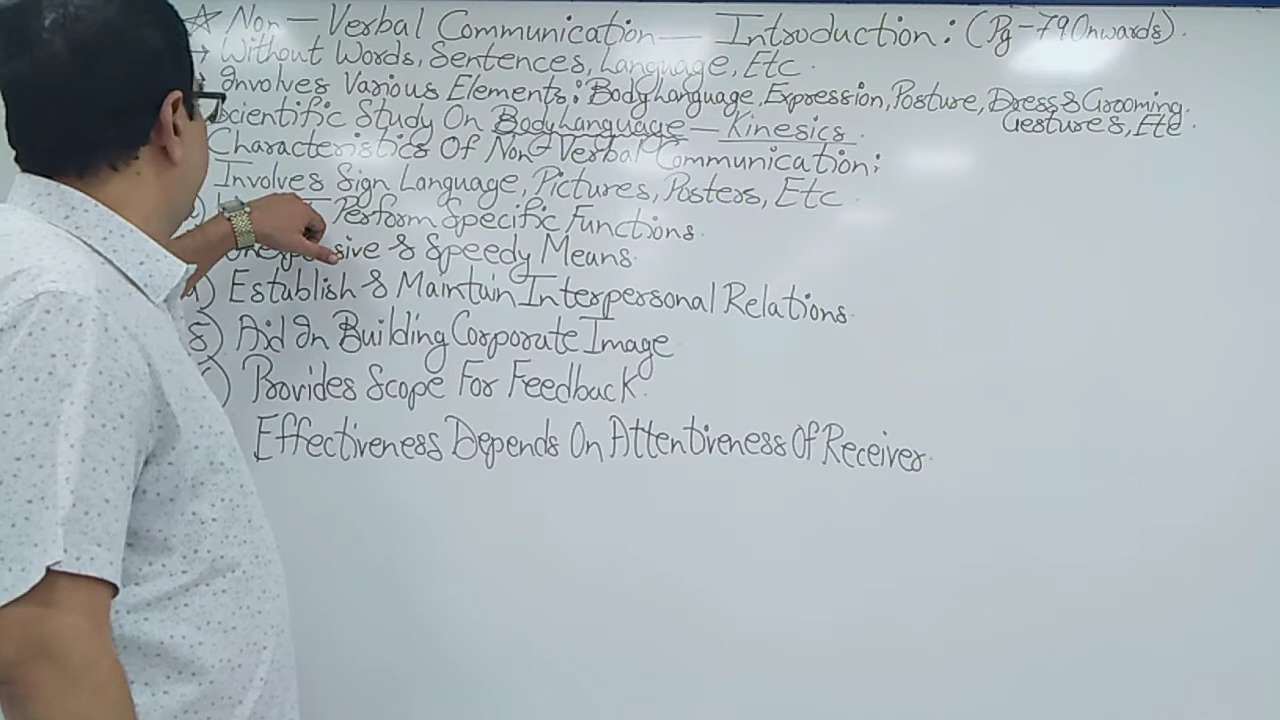 ☆ Non – Verbal Communication — Introduction: (Pg-79 Onwards).
→ Without Words, Sentences, Language, Etc.
→ Involves Various Elements: Body Language, Expression, Posture, Dress & Grooming.
Gestures, Etc.
Scientific Study On Body Language – Kinesics.
Characteristics Of Non-Verbal Communication:
Involves Sign Language, Pictures, Posters, Etc.
Perform Specific Functions.
& Speedy Means.
4) Establish & Maintain Interpersonal Relations.
5) Aid In Building Corporate Image
) Provides Scope For Feedback.
Effectiveness Depends On Attentiveness Of Receiver.